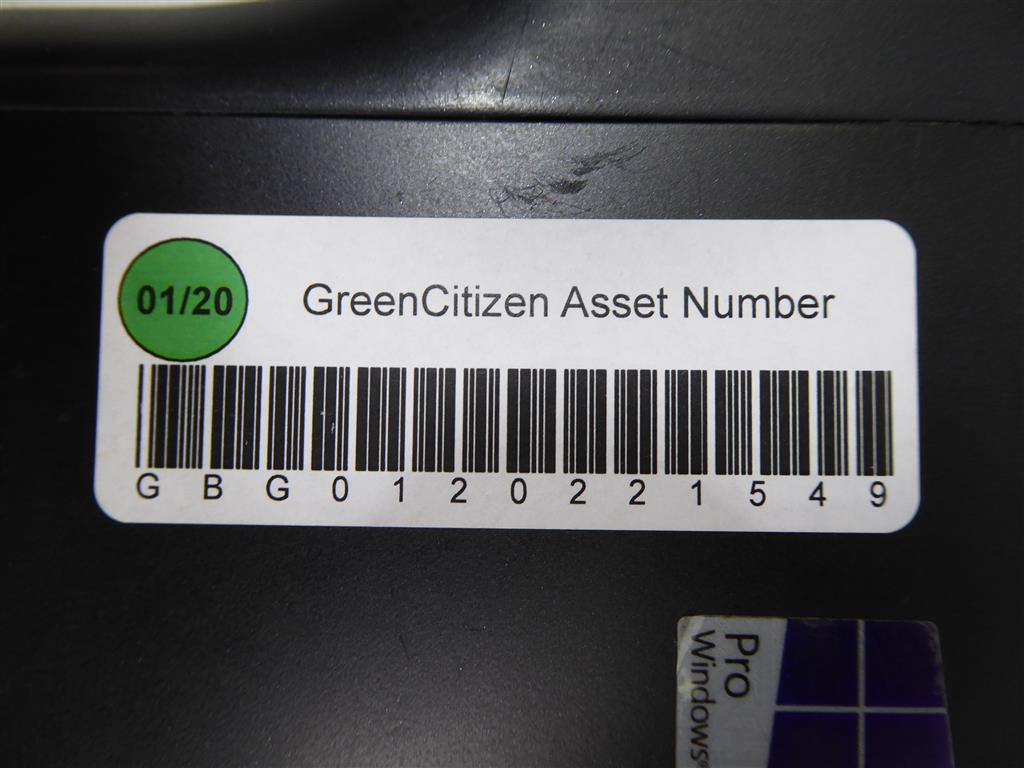 01/20
GreenCitizen Asset Number
G B G 0 1 2 0 2 2 1 5 4 9
Pro
Windows®